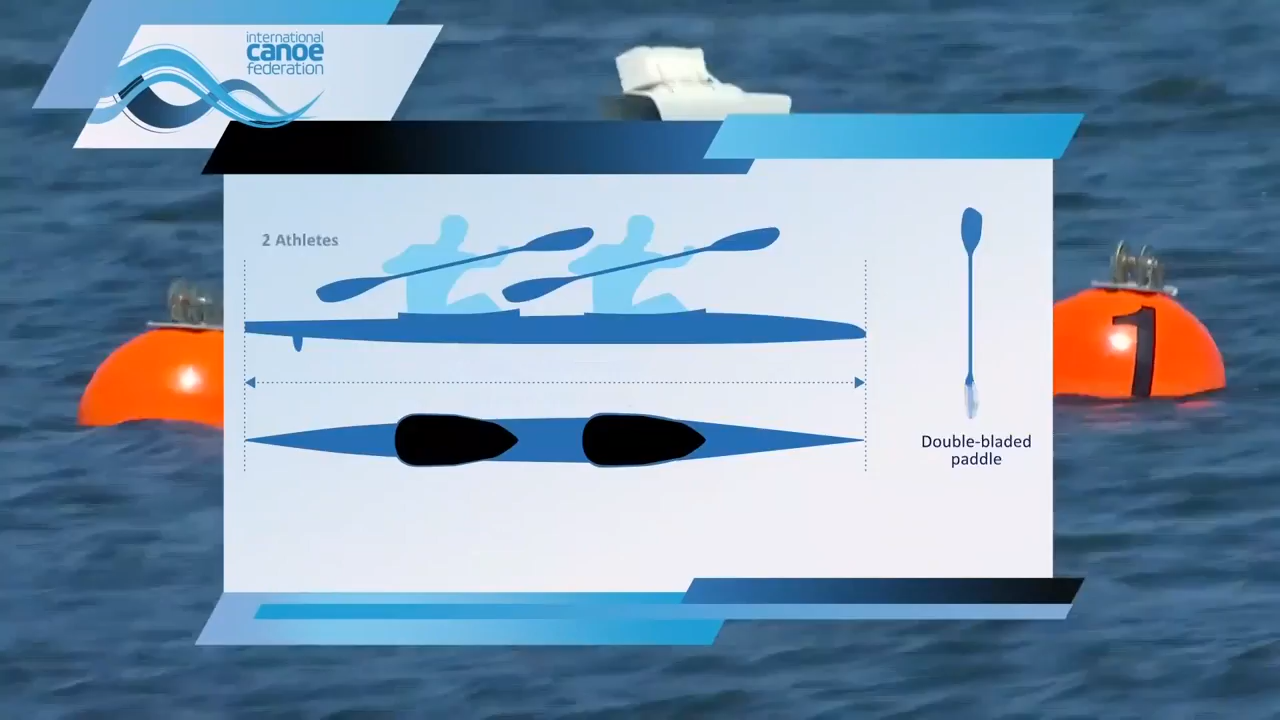 international
canoe
federation
2 Athletes
1
Double-bladed
paddle